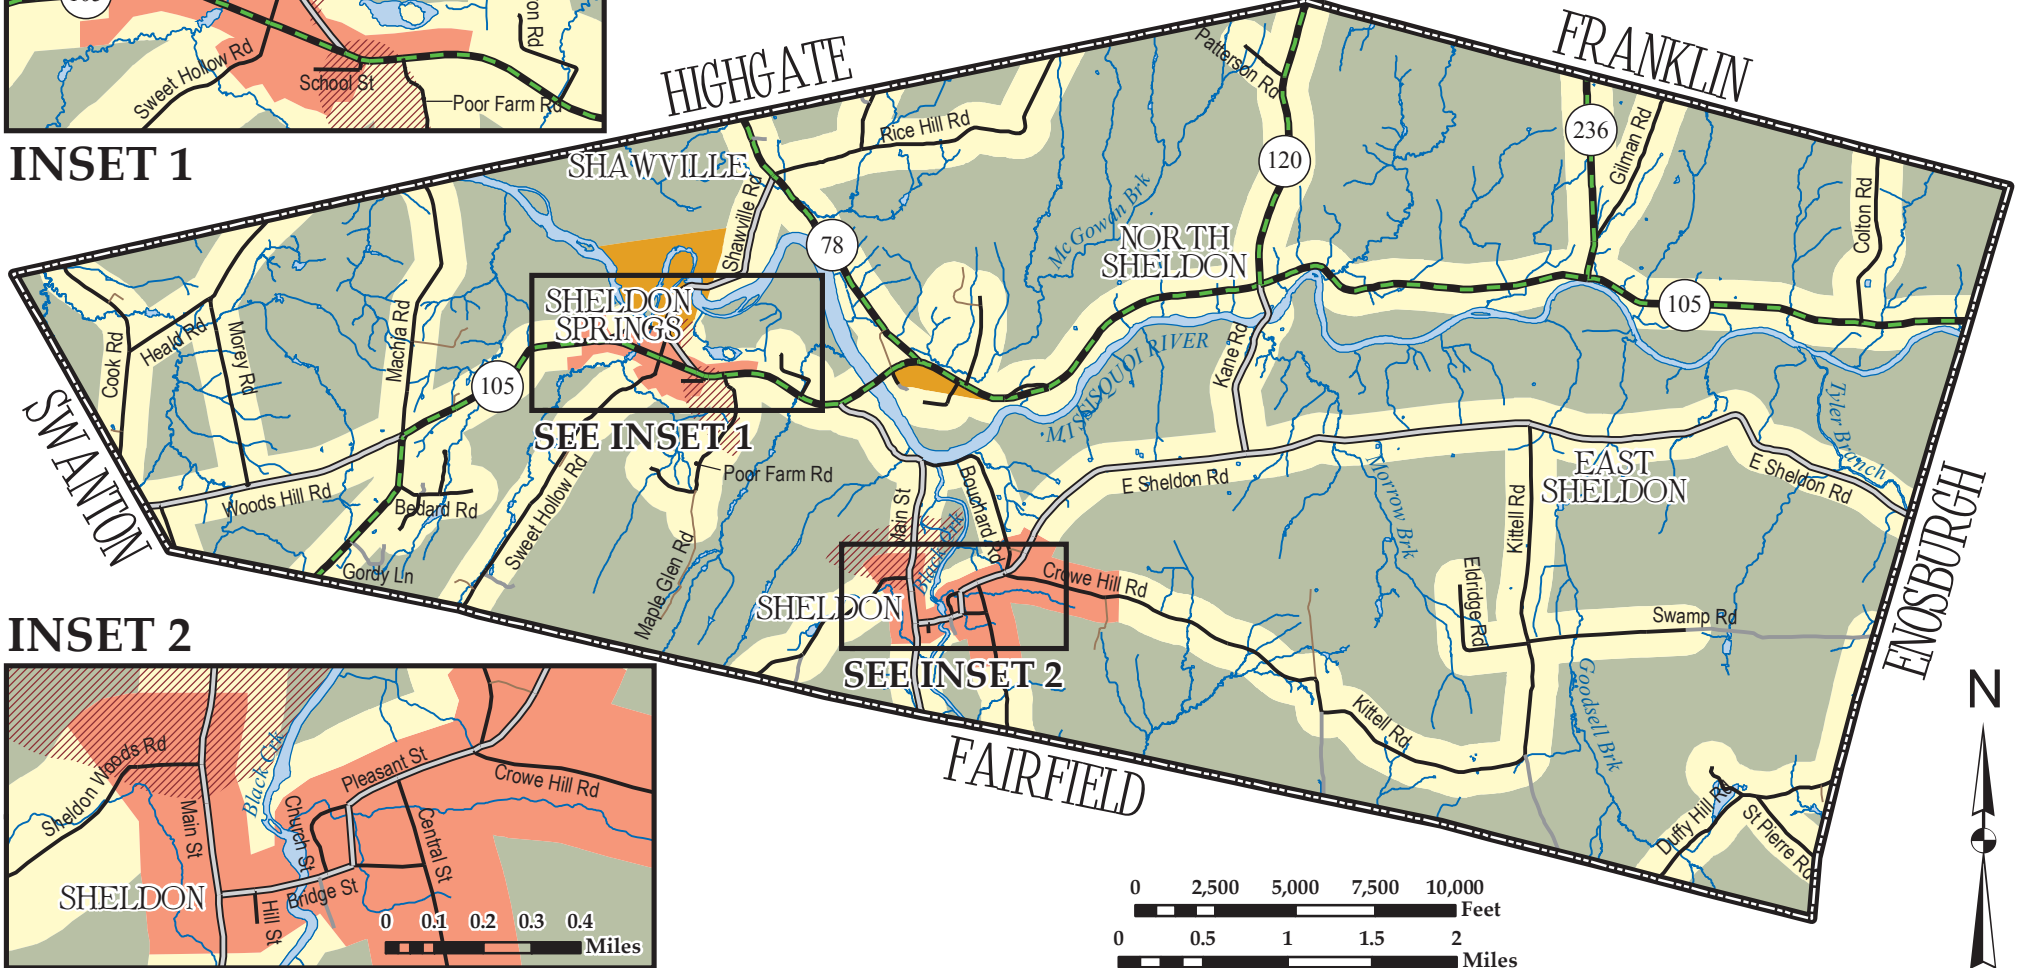 105
Sweet Hollow Rd
School St
Poor Farm Rd
on Rd
INSET 1
HIGHGATE
FRANKLIN
SWANTON
ENOSBURGH
FAIRFIELD
SHAWVILLE
Shawville Rd
Rice Hill Rd
Patterson Rd
120
236
Gilman Rd
Colton Rd
78
Mc Gowan Brk
NORTH
SHELDON
105
SHELDON
SPRINGS
Cook Rd
Heald Rd
Morey Rd
Machia Rd
105
SEE INSET 1
Kane Rd
MISSISQUOI RIVER
Tyler Branch
Woods Hill Rd
Bedard Rd
Gordy Ln
Sweet Hollow Rd
Poor Farm Rd
Maple Glen Rd
Main St
Bouchard Rd
Black Crk
E Sheldon Rd
Morrow Brk
EAST
SHELDON
E Sheldon Rd
Kittell Rd
Eldridge Rd
Swamp Rd
Goodsell Brk
Crowe Hill Rd
SHELDON
SEE INSET 2
Kittell Rd
Duffy Hill Rd
St Pierre Rd
N
INSET 2
Sheldon Woods Rd
Main St
Black Crk
Church St
Pleasant St
Crowe Hill Rd
Central St
SHELDON
Hill St
Bridge St
0 0.1 0.2 0.3 0.4
Miles
0 2,500 5,000 7,500 10,000
Feet
0 0.5 1 1.5 2
Miles